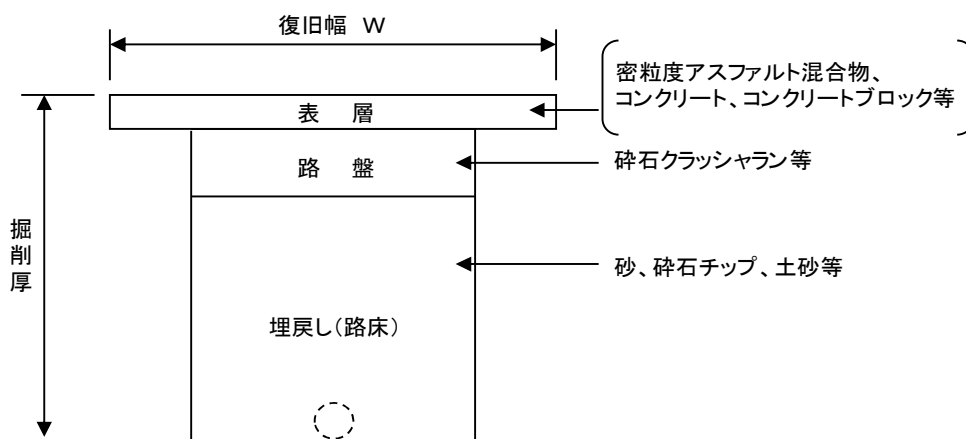 復旧幅 W
密粒度アスファルト混合物、
コンクリート、コンクリートブロック等
表 層
路 盤
砕石クラッシャラン等
掘削厚
砂、砕石チップ、土砂等
埋戻し(路床)